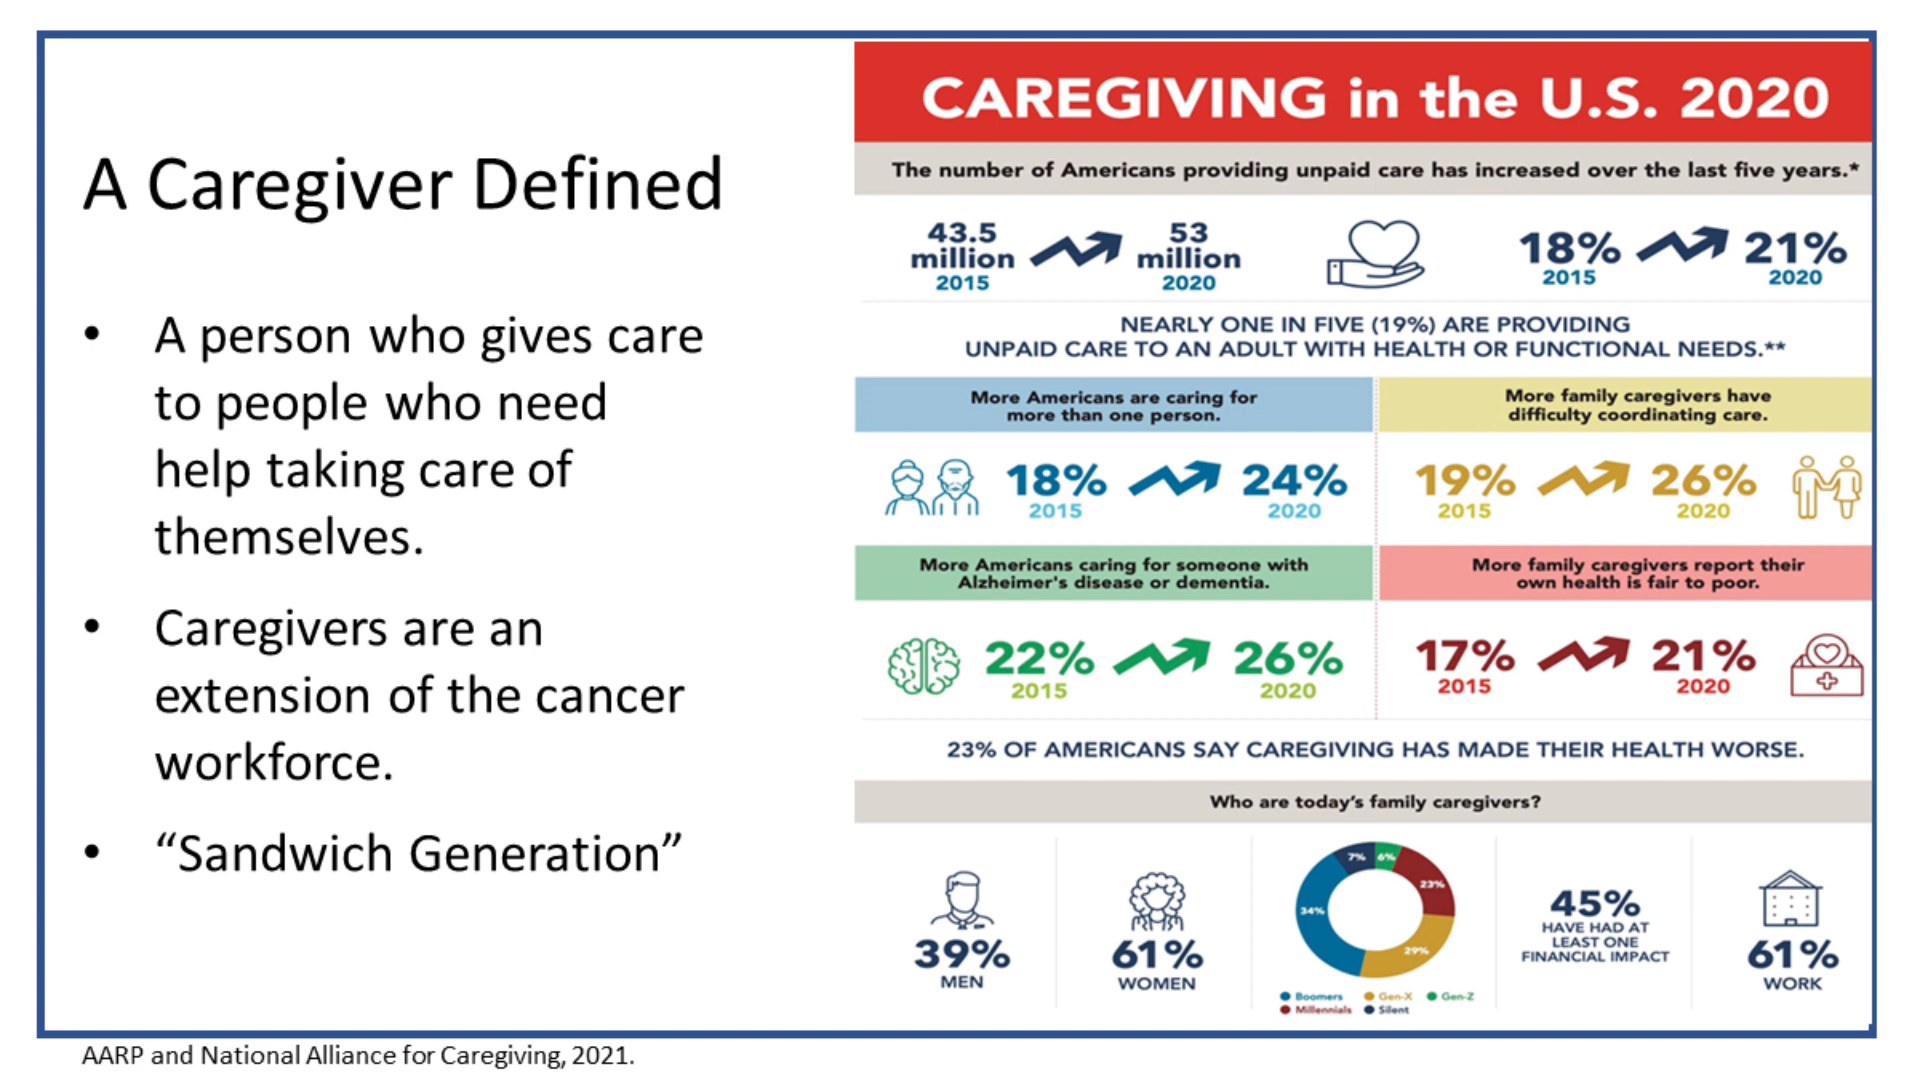 A Caregiver Defined
• A person who gives care
to people who need
help taking care of
themselves.
• Caregivers are an
extension of the cancer
workforce.
• “Sandwich Generation”
CAREGIVING in the U.S. 2020
The number of Americans providing unpaid care has increased over the last five years.*
43.5 million 2015
53 million 2020
18% 2015
21% 2020
NEARLY ONE IN FIVE (19%) ARE PROVIDING
UNPAID CARE TO AN ADULT WITH HEALTH OR FUNCTIONAL NEEDS.**
More Americans are caring for
more than one person.
18% 2015
24% 2020
More family caregivers have
difficulty coordinating care.
19% 2015
26% 2020
More Americans caring for someone with
Alzheimer's disease or dementia.
22% 2015
26% 2020
More family caregivers report their
own health is fair to poor.
17% 2015
21% 2020
23% OF AMERICANS SAY CAREGIVING HAS MADE THEIR HEALTH WORSE.
Who are today's family caregivers?
39%
MEN
61%
WOMEN
7%
6%
23%
34%
29%
Boomers Gen-X Gen-Z
Millennials Silent
45%
HAVE HAD AT
LEAST ONE
FINANCIAL IMPACT
61%
WORK
AARP and National Alliance for Caregiving, 2021.